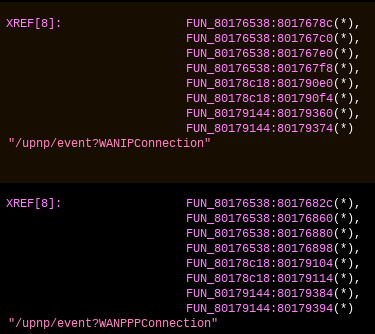 XREF[8]: FUN_80176538:8017678c(*),
FUN_80176538:801767c0(*),
FUN_80176538:801767e0(*),
FUN_80176538:801767f8(*),
FUN_80178c18:801790e0(*),
FUN_80178c18:801790f4(*),
FUN_80179144:80179360(*),
FUN_80179144:80179374(*)
"/upnp/event?WANIPConnection"
XREF[8]: FUN_80176538:8017682c(*),
FUN_80176538:80176860(*),
FUN_80176538:80176880(*),
FUN_80176538:80176898(*),
FUN_80178c18:80179104(*),
FUN_80178c18:80179114(*),
FUN_80179144:80179384(*),
FUN_80179144:80179394(*)
"/upnp/event?WANPPPConnection"